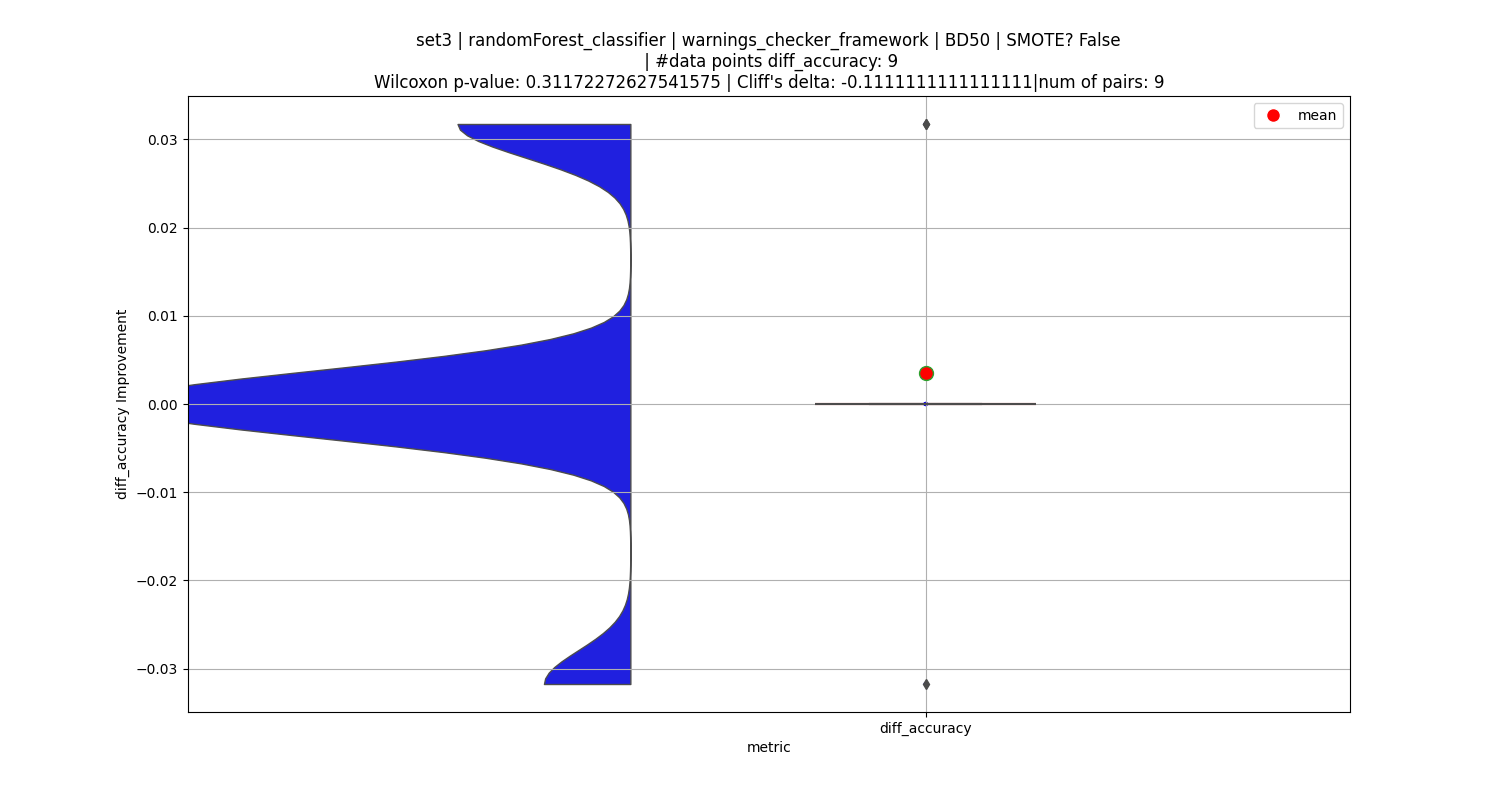 set3 | randomForest_classifier | warnings_checker_framework | BD50 | SMOTE? False
| #data points diff_accuracy: 9
Wilcoxon p-value: 0.31172272627541575 | Cliff's delta: -0.1111111111111111|num of pairs: 9
mean
0.03
0.02
0.01
0.00
−0.01
−0.02
−0.03
diff_accuracy Improvement
diff_accuracy
metric